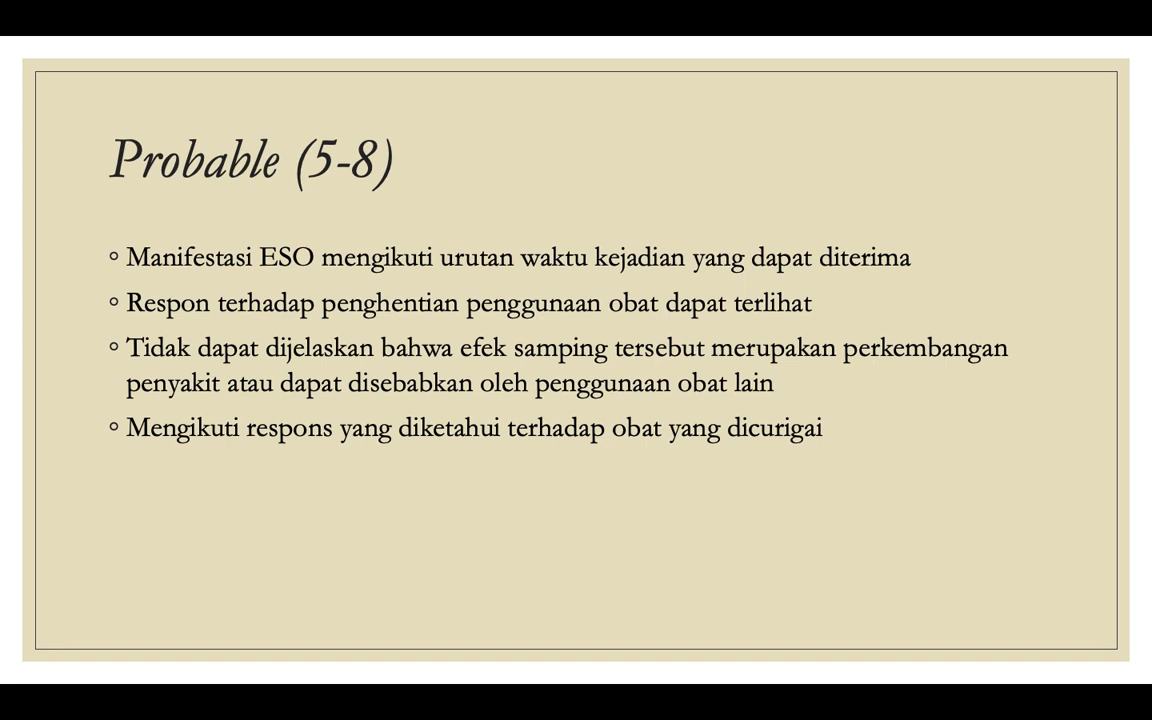 Probable (5-8)
◦ Manifestasi ESO mengikuti urutan waktu kejadian yang dapat diterima
◦ Respon terhadap penghentian penggunaan obat dapat terlihat
◦ Tidak dapat dijelaskan bahwa efek samping tersebut merupakan perkembangan
penyakit atau dapat disebabkan oleh penggunaan obat lain
◦ Mengikuti respons yang diketahui terhadap obat yang dicurigai